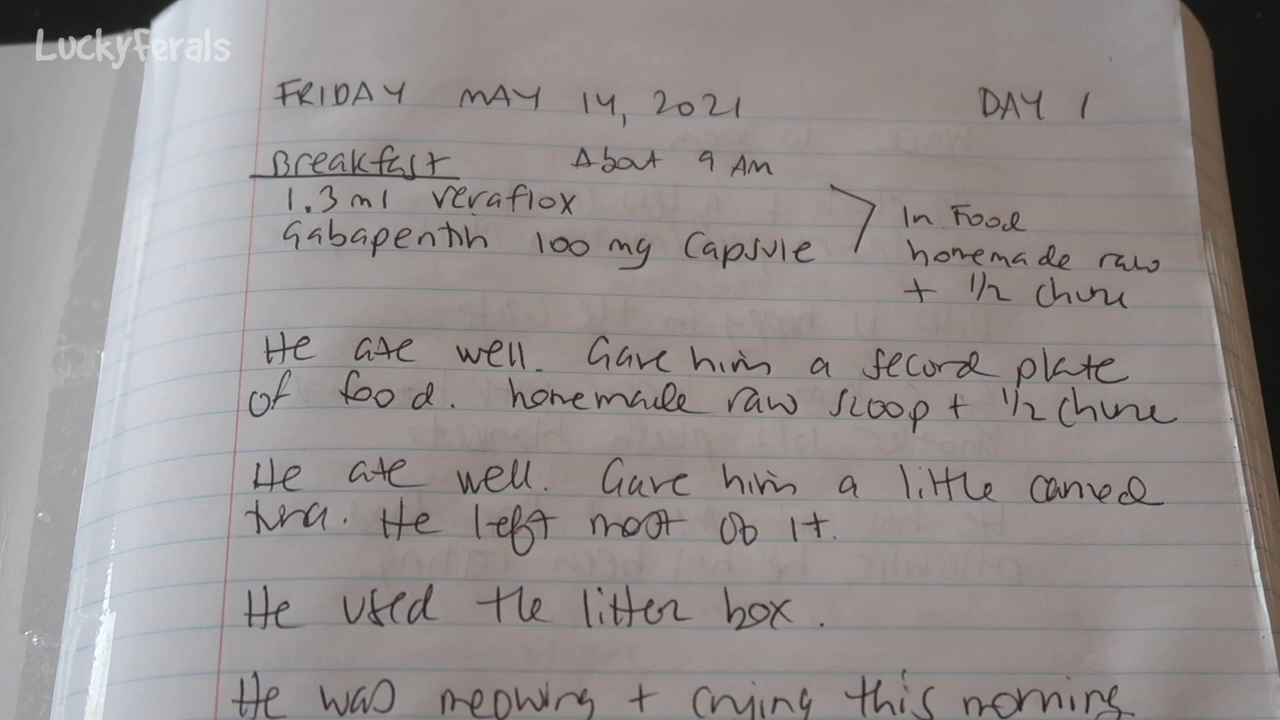 LuckyFerals
FRIDAY MAY 14, 2021 DAY 1
Breakfast About 9 AM
1.3 ml veraflox
Gabapentin 100 mg capsule
In Food
homemade raw
+ 1/2 churu
He ate well. Gave him a second plate
of food. homemade raw scoop + 1/2 churu
He ate well. Gave him a little canned
tuna. He left most of it.
He used the litter box.
He was meowing + crying this morning